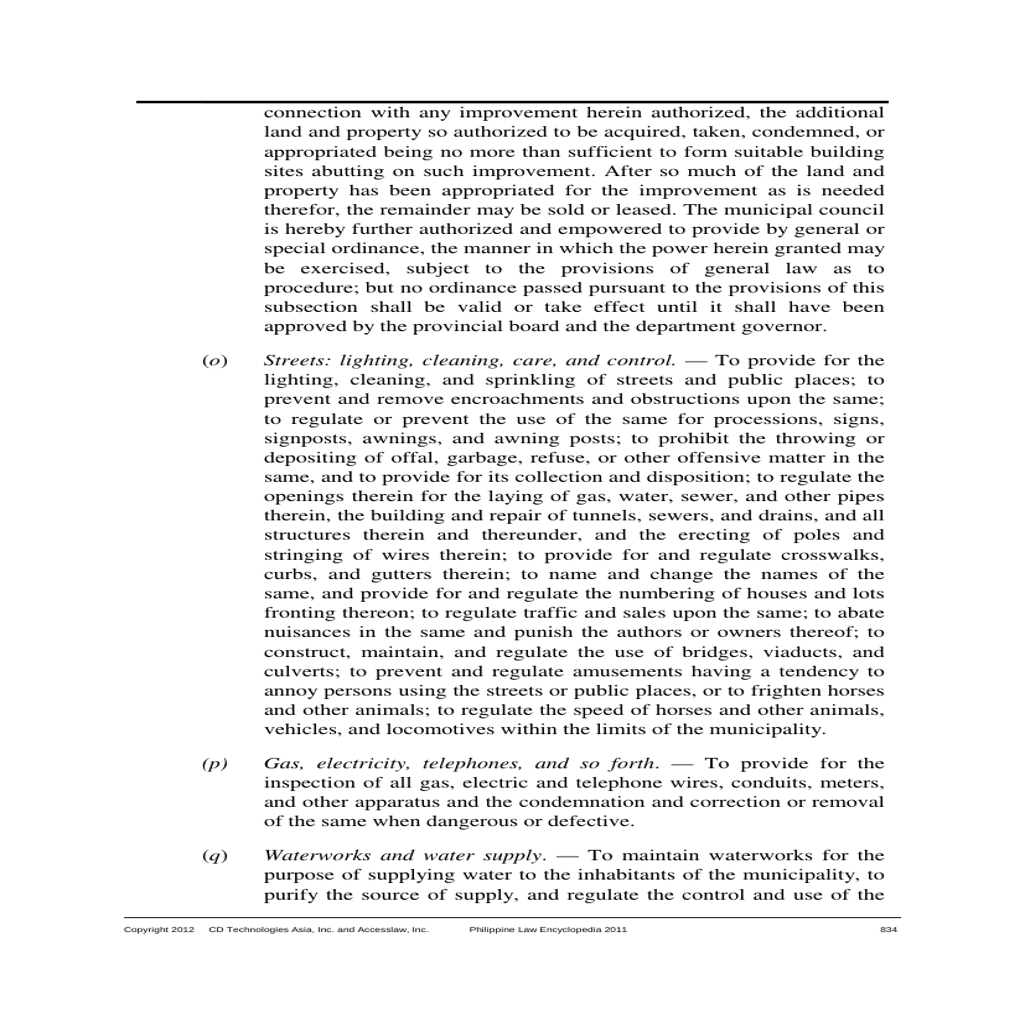 connection with any improvement herein authorized, the additional
land and property so authorized to be acquired, taken, condemned, or
appropriated being no more than sufficient to form suitable building
sites abutting on such improvement. After so much of the land and
property has been appropriated for the improvement as is needed
therefor, the remainder may be sold or leased. The municipal council
is hereby further authorized and empowered to provide by general or
special ordinance, the manner in which the power herein granted may
be exercised, subject to the provisions of general law as to
procedure; but no ordinance passed pursuant to the provisions of this
subsection shall be valid or take effect until it shall have been
approved by the provincial board and the department governor.
(o) Streets: lighting, cleaning, care, and control. — To provide for the
lighting, cleaning, and sprinkling of streets and public places; to
prevent and remove encroachments and obstructions upon the same;
to regulate or prevent the use of the same for processions, signs,
signposts, awnings, and awning posts; to prohibit the throwing or
depositing of offal, garbage, refuse, or other offensive matter in the
same, and to provide for its collection and disposition; to regulate the
openings therein for the laying of gas, water, sewer, and other pipes
therein, the building and repair of tunnels, sewers, and drains, and all
structures therein and thereunder, and the erecting of poles and
stringing of wires therein; to provide for and regulate crosswalks,
curbs, and gutters therein; to name and change the names of the
same, and provide for and regulate the numbering of houses and lots
fronting thereon; to regulate traffic and sales upon the same; to abate
nuisances in the same and punish the authors or owners thereof; to
construct, maintain, and regulate the use of bridges, viaducts, and
culverts; to prevent and regulate amusements having a tendency to
annoy persons using the streets or public places, or to frighten horses
and other animals; to regulate the speed of horses and other animals,
vehicles, and locomotives within the limits of the municipality.
(p) Gas, electricity, telephones, and so forth. — To provide for the
inspection of all gas, electric and telephone wires, conduits, meters,
and other apparatus and the condemnation and correction or removal
of the same when dangerous or defective.
(q) Waterworks and water supply. — To maintain waterworks for the
purpose of supplying water to the inhabitants of the municipality, to
purify the source of supply, and regulate the control and use of the
Copyright 2012 CD Technologies Asia, Inc. and Accesslaw, Inc. Philippine Law Encyclopedia 2011 834